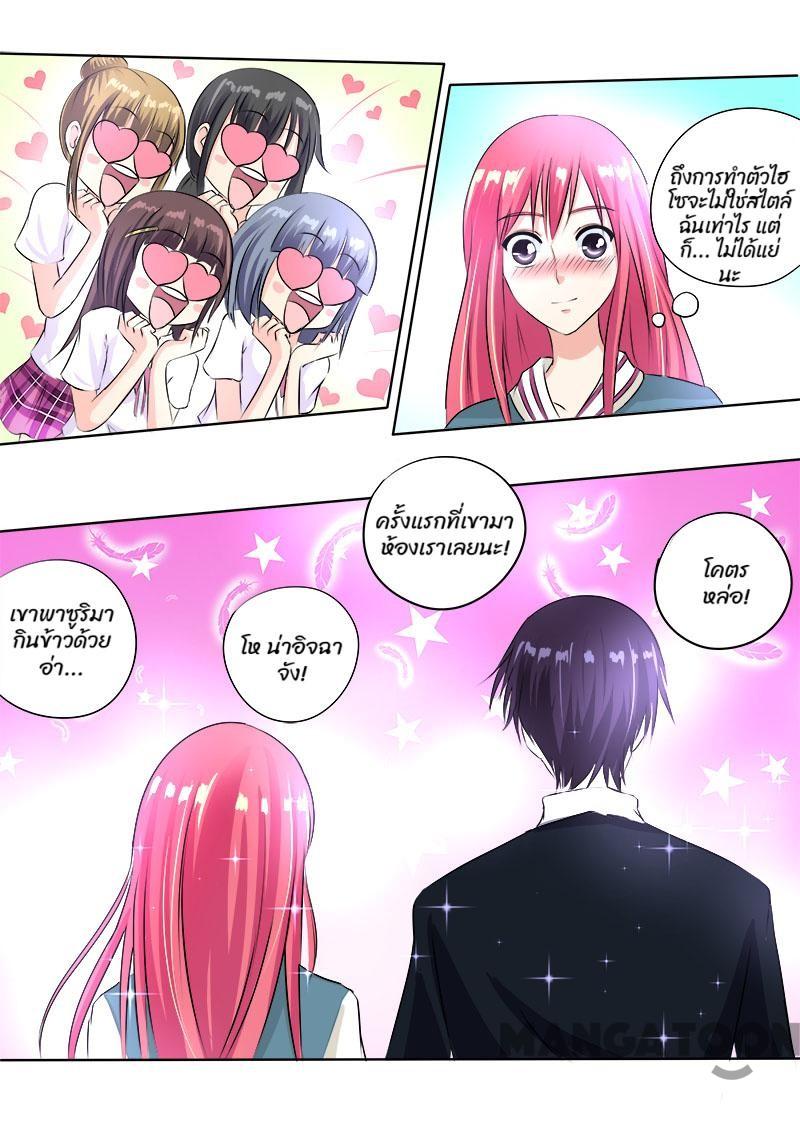 ถึงการทำตัวไฮ
โซจะไม่ใช่สไตล์
ฉันเท่าไร แต่
ก็... ไม่ได้แย่
นะ
ครั้งแรกที่เขามา
ห้องเราเลยนะ!
โคตร
หล่อ!
เขาพาซูริมา
กินข้าวด้วย
อ่า...
โห น่าอิจฉา
จัง!
MANGATOON